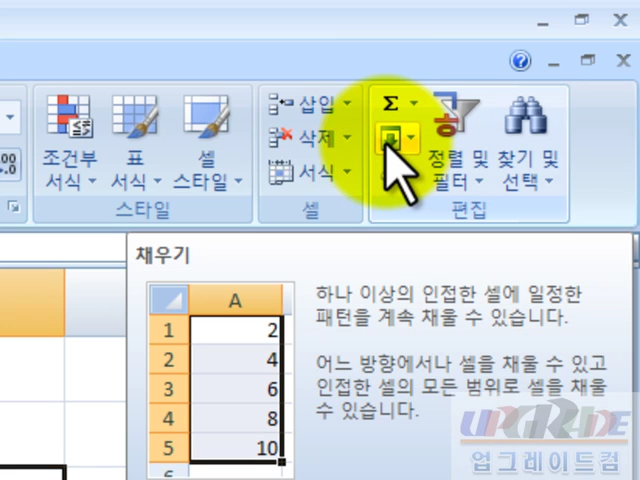 Σ
삽입
삭제
서식
조건부
서식
표
서식
셀
스타일
정렬 및
필터
찾기 및
선택
00
스타일
셀
편집
채우기
하나 이상의 인접한 셀에 일정한
패턴을 계속 채울 수 있습니다.
어느 방향에서나 셀을 채울 수 있고
인접한 셀의 모든 범위로 셀을 채울
수 있습니다.
A
1 2
2 4
3 6
4 8
5 10
6
UPGRADE
업그레이드컴